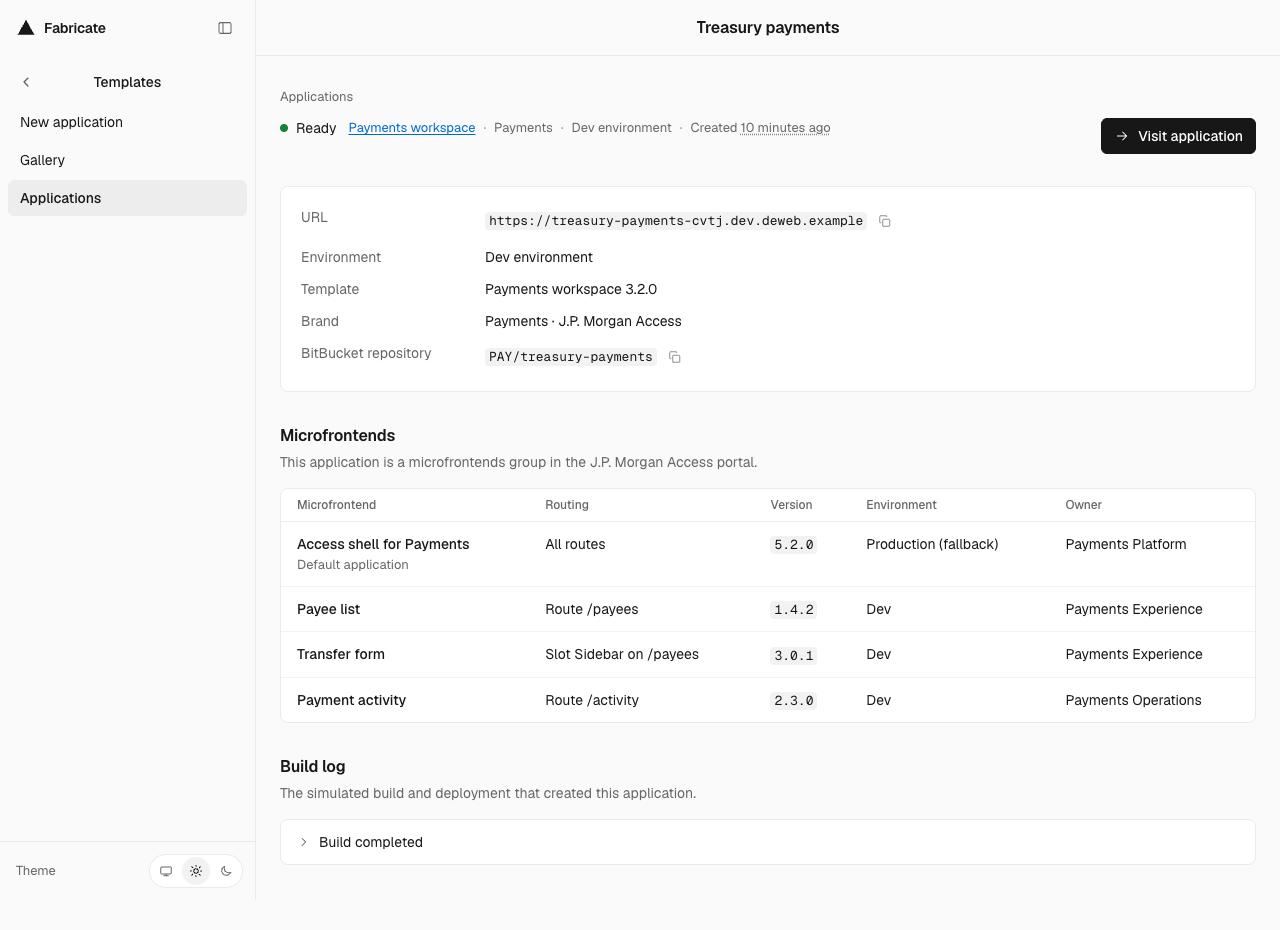 Fabricate
Treasury payments
Templates
New application
Gallery
Applications
Applications
Ready Payments workspace · Payments · Dev environment · Created 10 minutes ago
Visit application
URL https://treasury-payments-cvtj.dev.deweb.example
Environment Dev environment
Template Payments workspace 3.2.0
Brand Payments · J.P. Morgan Access
BitBucket repository PAY/treasury-payments
Microfrontends
This application is a microfrontends group in the J.P. Morgan Access portal.
Microfrontend Routing Version Environment Owner
Access shell for Payments All routes 5.2.0 Production (fallback) Payments Platform
Default application
Payee list Route /payees 1.4.2 Dev Payments Experience
Transfer form Slot Sidebar on /payees 3.0.1 Dev Payments Experience
Payment activity Route /activity 2.3.0 Dev Payments Operations
Build log
The simulated build and deployment that created this application.
Build completed
Theme